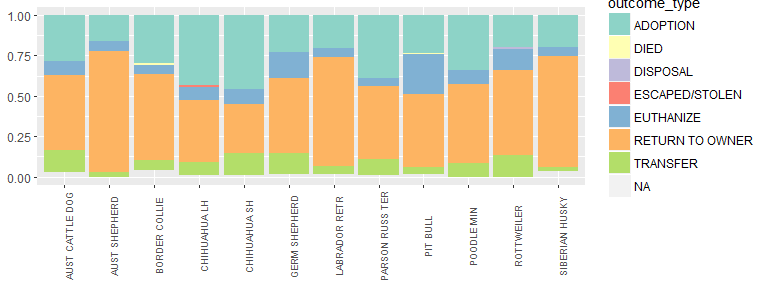 outcome_type
1.00
0.75
0.50
0.25
0.00
AUST CATTLE DOG
AUST SHEPHERD
BORDER COLLIE
CHIHUAHUA LH
CHIHUAHUA SH
GERM SHEPHERD
LABRADOR RETR
PARSON RUSS TER
PIT BULL
POODLE MIN
ROTTWEILER
SIBERIAN HUSKY
ADOPTION
DIED
DISPOSAL
ESCAPED/STOLEN
EUTHANIZE
RETURN TO OWNER
TRANSFER
NA